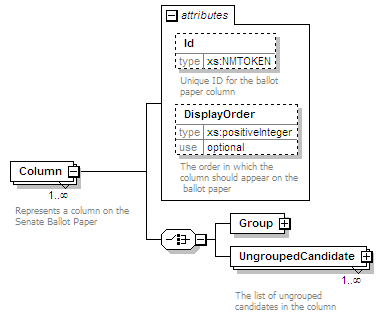 attributes
Id
type xs:NMTOKEN
Unique ID for the ballot
paper column
DisplayOrder
type xs:positiveInteger
use optional
The order in which the
column should appear on the
ballot paper
Column
1..∞
Represents a column on the
Senate Ballot Paper
Group
UngroupedCandidate
1..∞
The list of ungrouped
candidates in the column